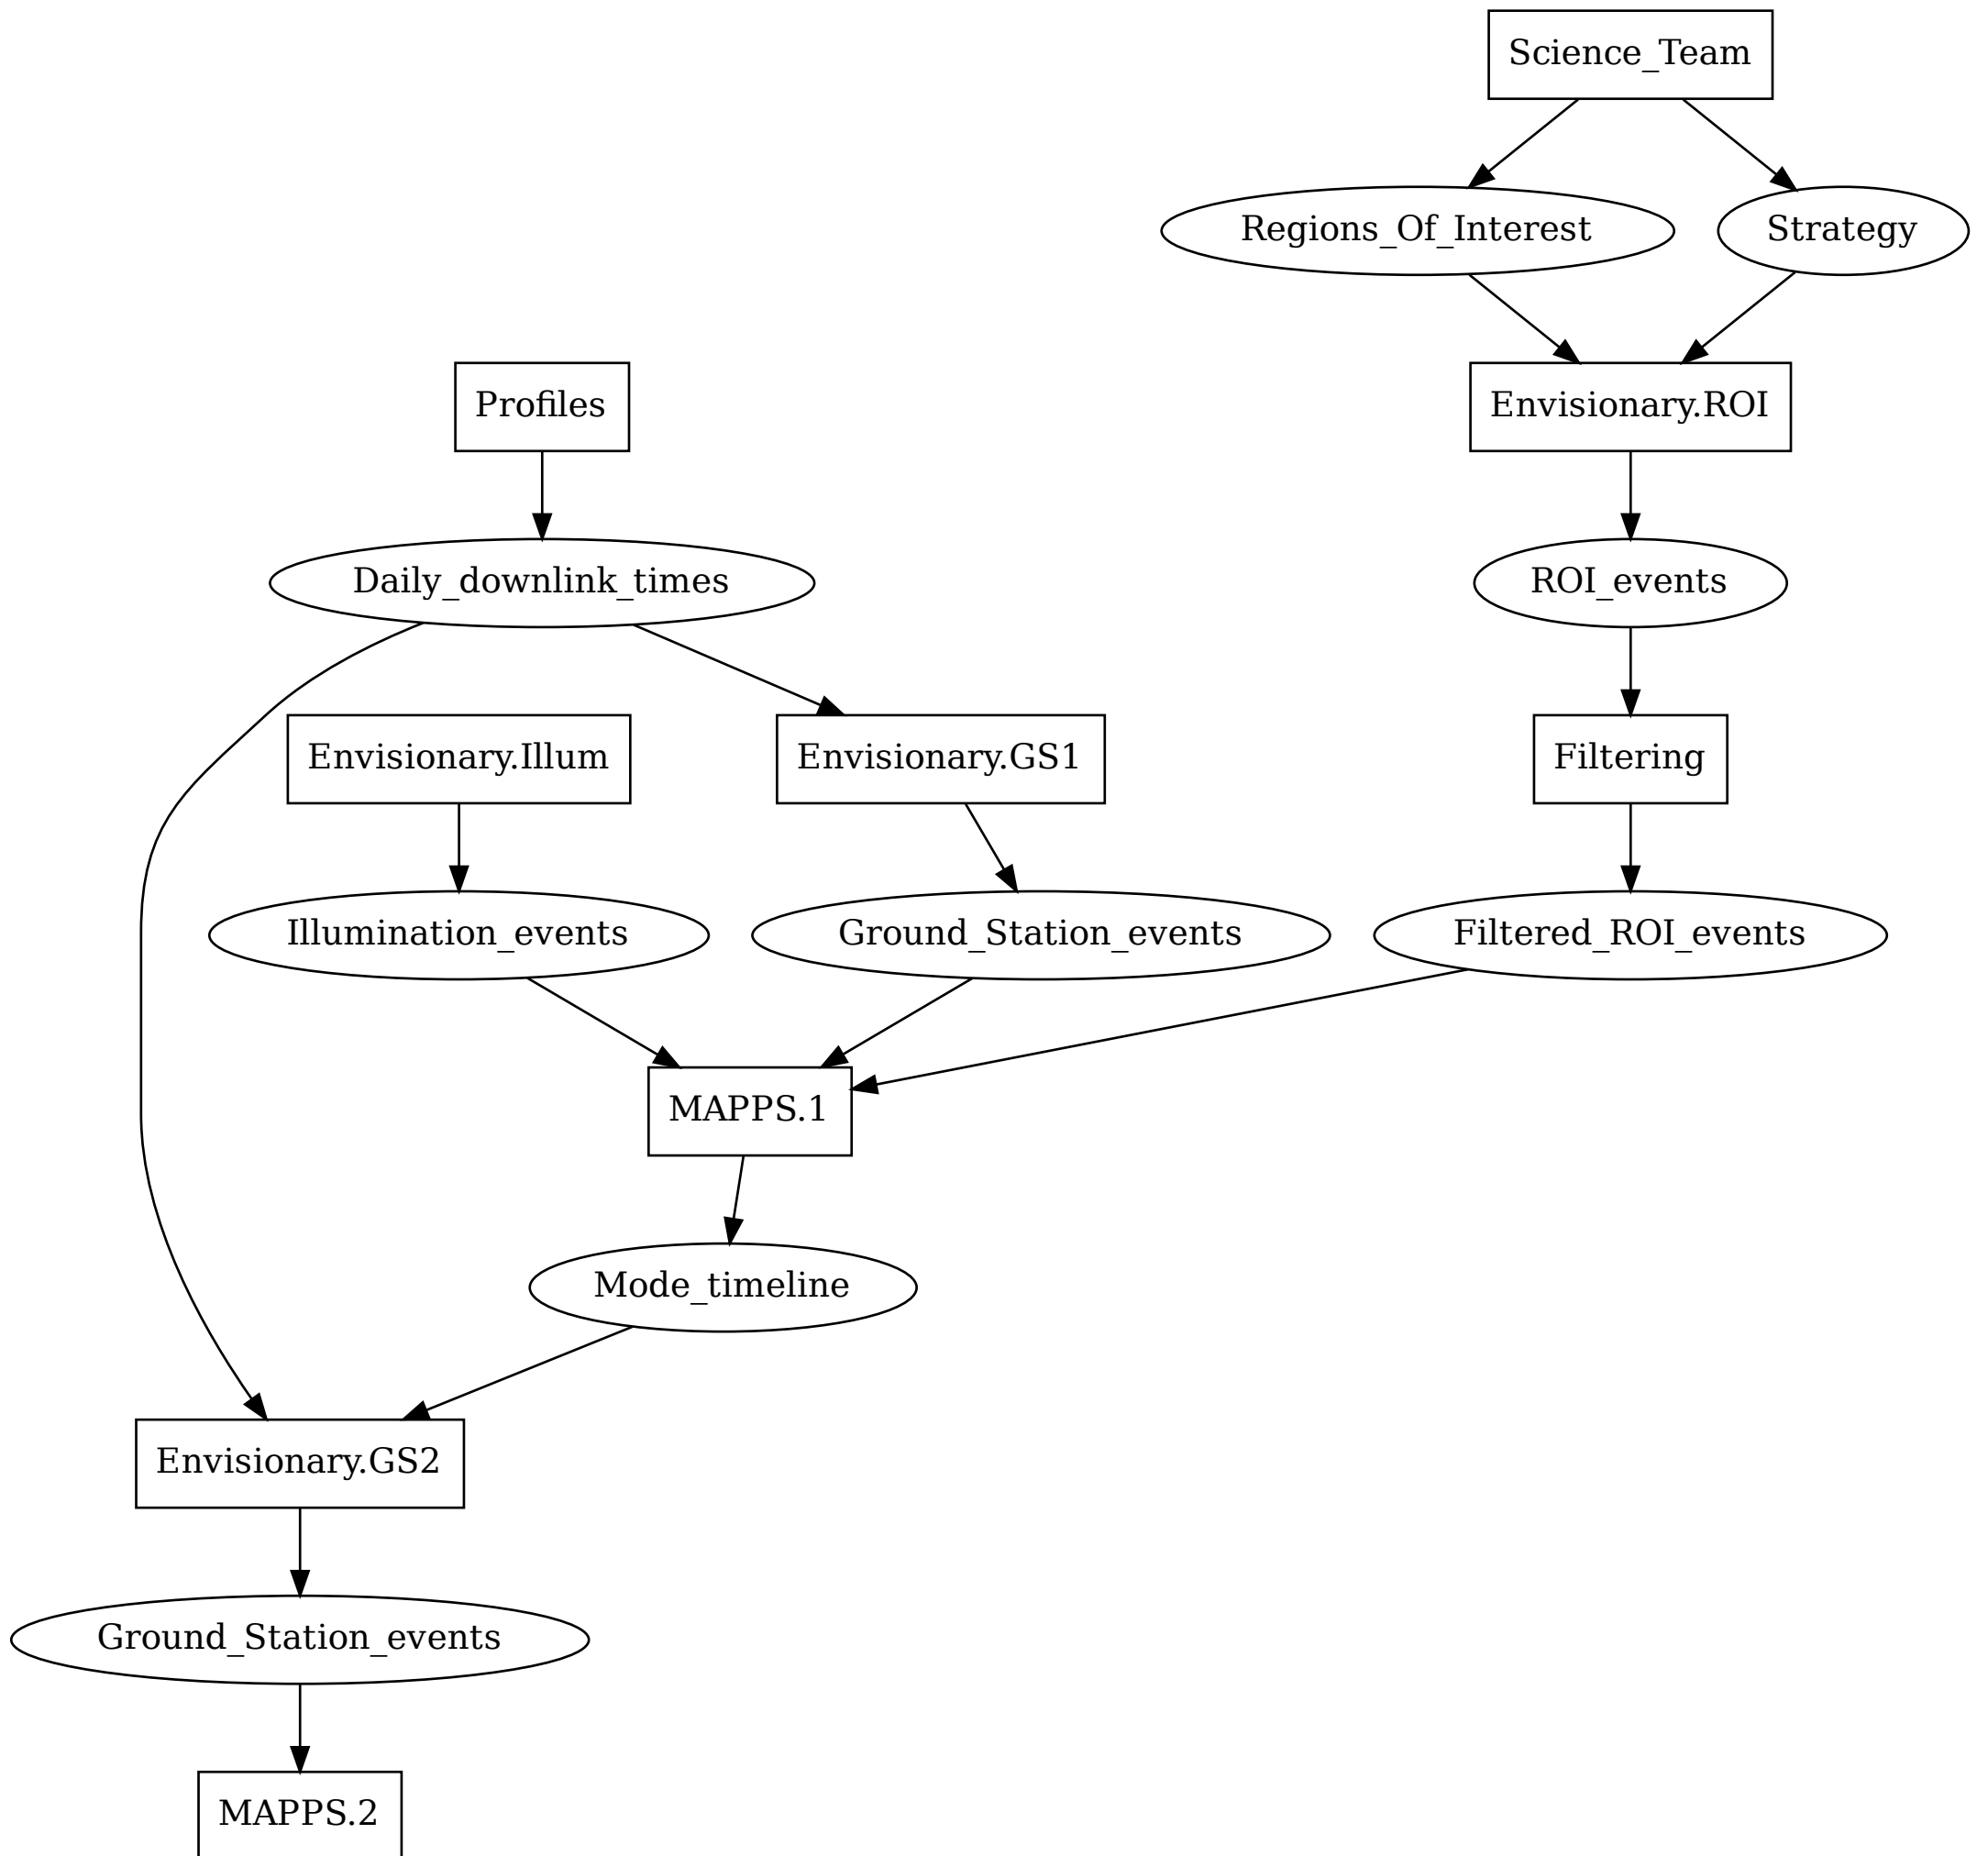 Science_Team
Regions_Of_Interest
Strategy
Profiles
Envisionary.ROI
Daily_downlink_times
ROI_events
Envisionary.Illum
Envisionary.GS1
Filtering
Illumination_events
Ground_Station_events
Filtered_ROI_events
MAPPS.1
Mode_timeline
Envisionary.GS2
Ground_Station_events
MAPPS.2